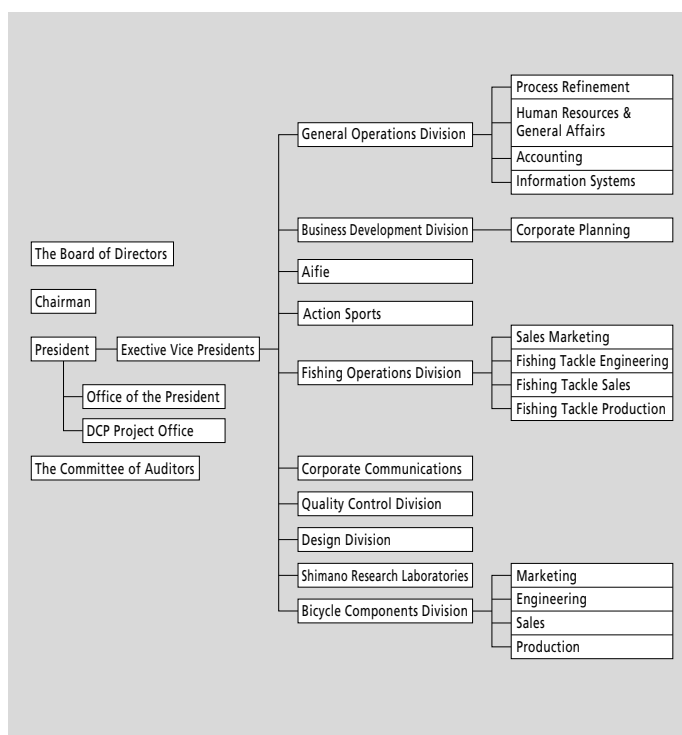 The Board of Directors
Chairman
President
Exective Vice Presidents
Office of the President
DCP Project Office
The Committee of Auditors
General Operations Division
Process Refinement
Human Resources &
General Affairs
Accounting
Information Systems
Business Development Division
Corporate Planning
Aifie
Action Sports
Fishing Operations Division
Sales Marketing
Fishing Tackle Engineering
Fishing Tackle Sales
Fishing Tackle Production
Corporate Communications
Quality Control Division
Design Division
Shimano Research Laboratories
Bicycle Components Division
Marketing
Engineering
Sales
Production